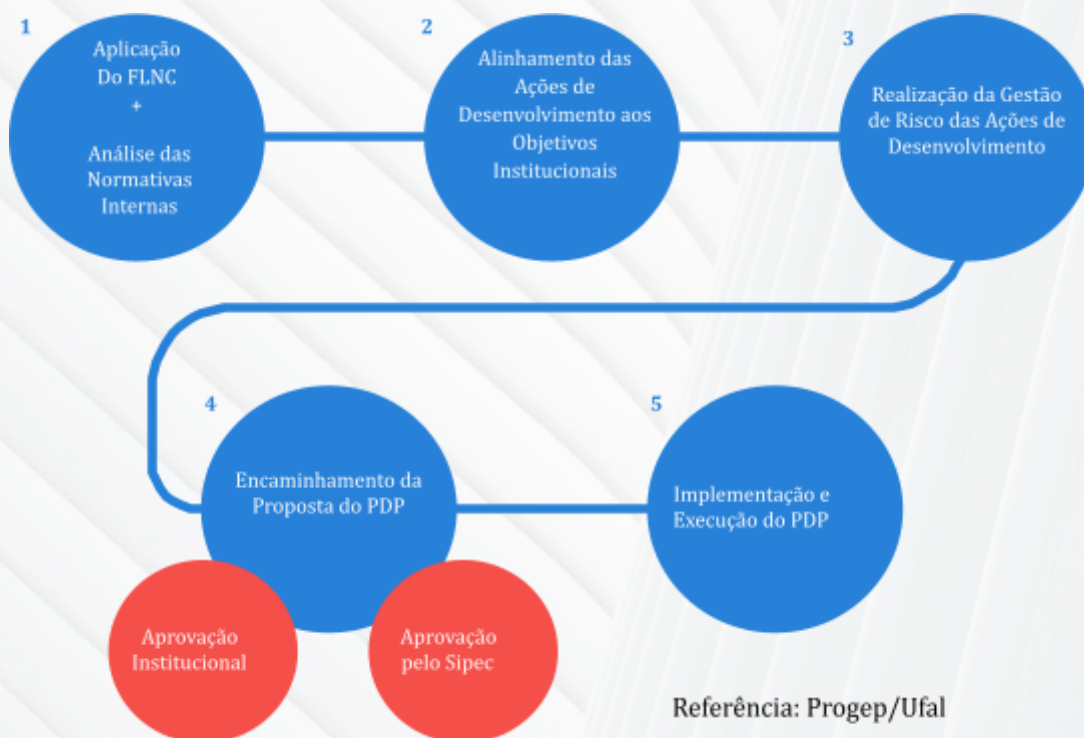 1
Aplicação
Do FLNC
+
Análise das
Normativas
Internas
2
Alinhamento das
Ações de
Desenvolvimento aos
Objetivos
Institucionais
3
Realização da Gestão
de Risco das Ações de
Desenvolvimento
4
Encaminhamento da
Proposta do PDP
Aprovação
Institucional
Aprovação
pelo Sipec
5
Implementação e
Execução do PDP
Referência: Progep/Ufal